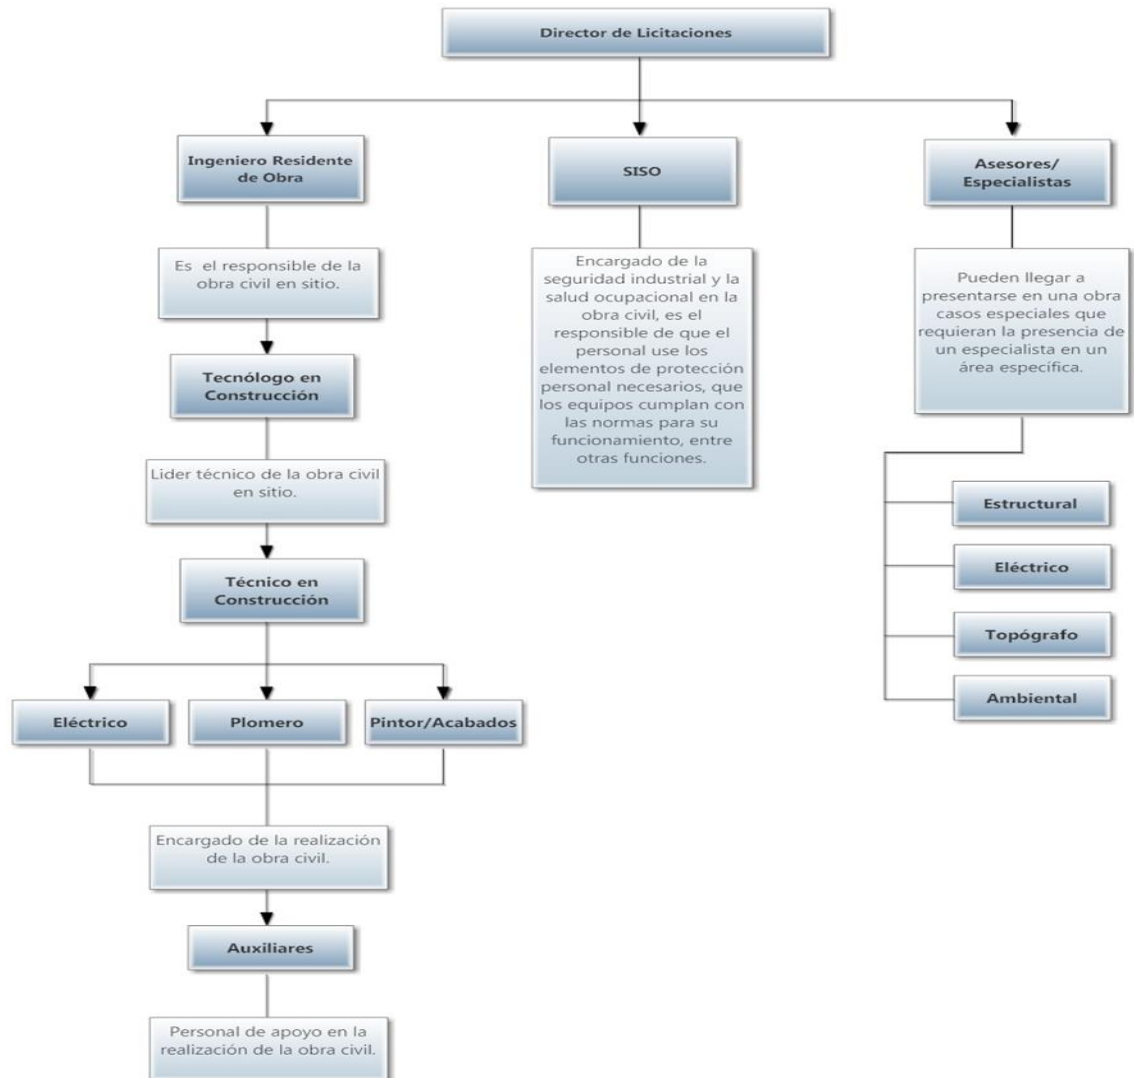 Director de Licitaciones
Ingeniero Residente
de Obra
SISO
Asesores/
Especialistas
Es el responsible de la
obra civil en sitio.
Encargado de la
seguridad industrial y la
salud ocupacional en la
obra civil, es el
responsible de que el
personal use los
elementos de protección
personal necesarios, que
los equipos cumplan con
las normas para su
funcionamiento, entre
otras funciones.
Pueden llegar a
presentarse en una obra
casos especiales que
requieran la presencia de
un especialista en un
área específica.
Tecnólogo en
Construcción
Lider técnico de la obra civil
en sitio.
Técnico en
Construcción
Estructural
Eléctrico
Topógrafo
Ambiental
Eléctrico
Plomero
Pintor/Acabados
Encargado de la realización
de la obra civil.
Auxiliares
Personal de apoyo en la
realización de la obra civil.